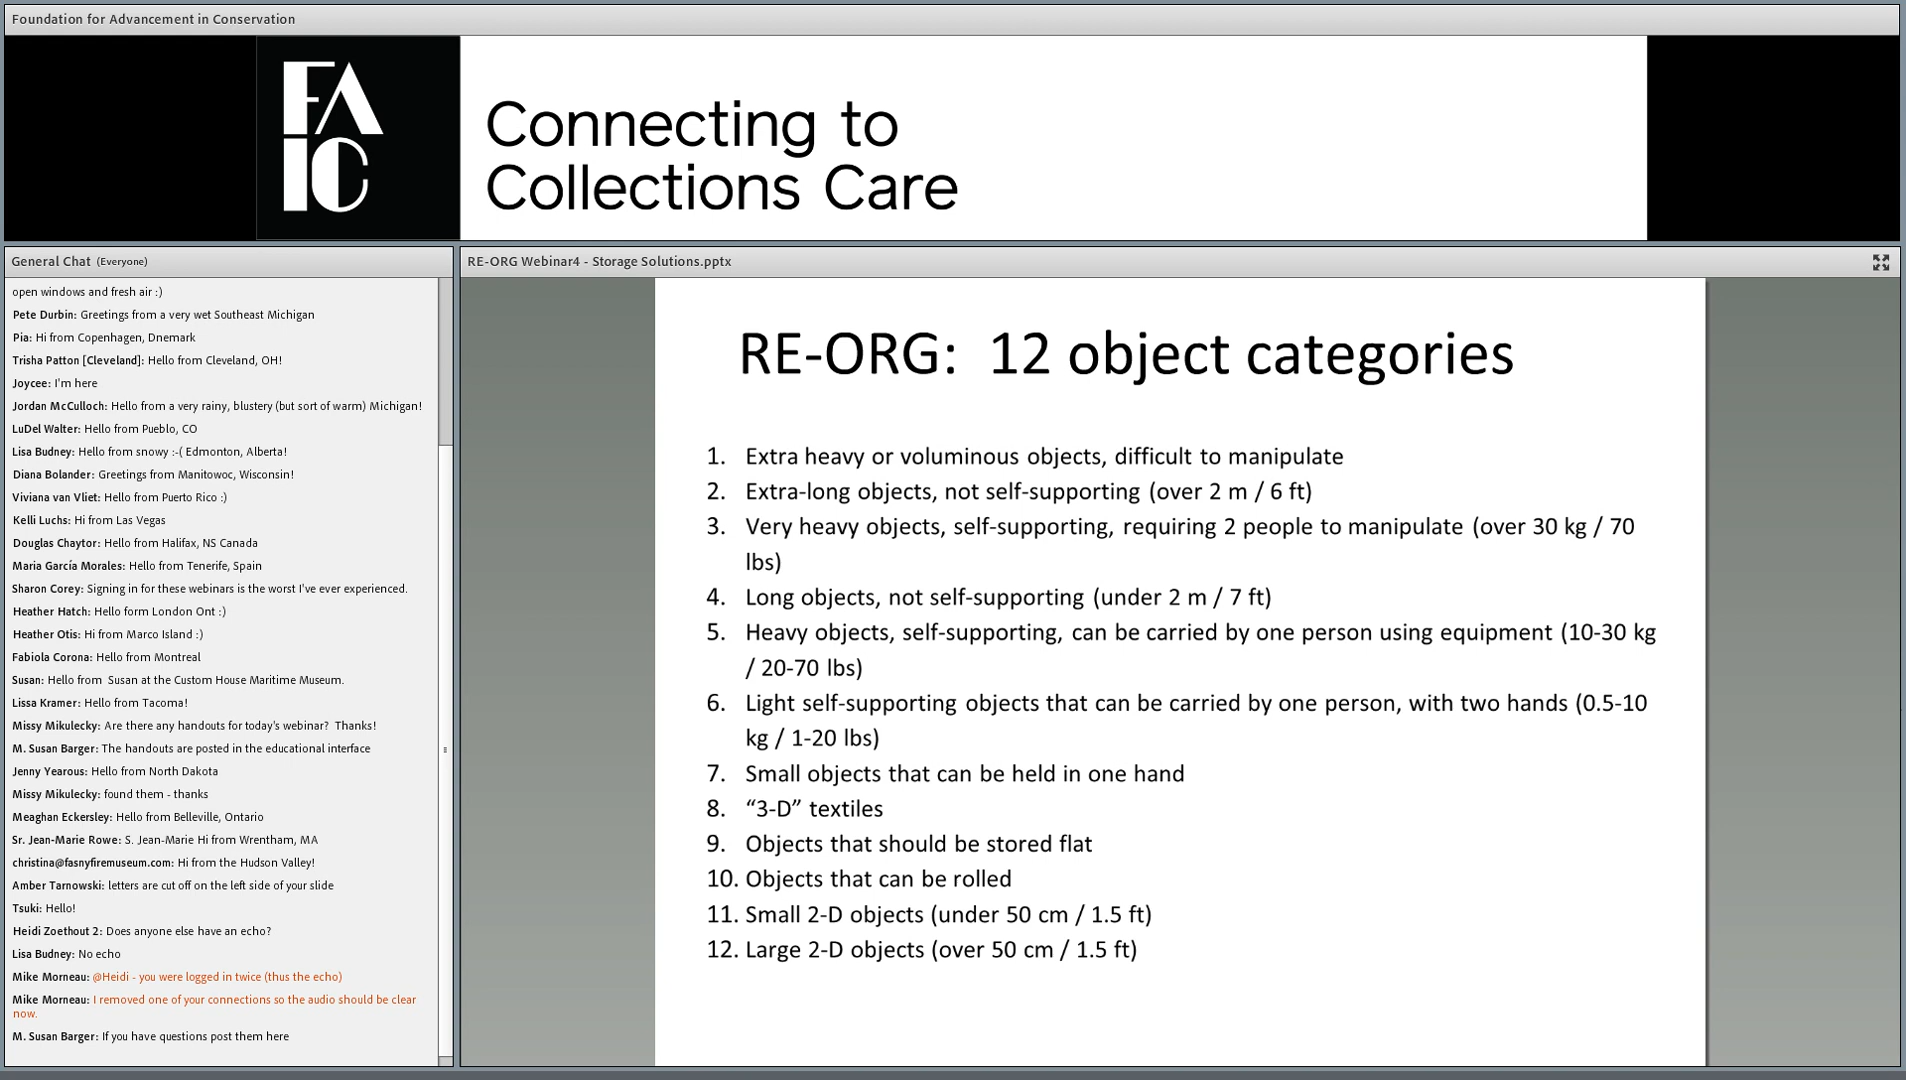 Foundation for Advancement in Conservation
FA
IC
Connecting to
Collections Care
General Chat (Everyone)
open windows and fresh air :)
Pete Durbin: Greetings from a very wet Southeast Michigan
Pia: Hi from Copenhagen, Dnemark
Trisha Patton [Cleveland]: Hello from Cleveland, OH!
Joycee: I'm here
Jordan McCulloch: Hello from a very rainy, blustery (but sort of warm) Michigan!
LuDel Walter: Hello from Pueblo, CO
Lisa Budney: Hello from snowy :-( Edmonton, Alberta!
Diana Bolander: Greetings from Manitowoc, Wisconsin!
Viviana van Vliet: Hello from Puerto Rico :)
Kelli Luchs: Hi from Las Vegas
Douglas Chaytor: Hello from Halifax, NS Canada
Maria García Morales: Hello from Tenerife, Spain
Sharon Corey: Signing in for these webinars is the worst I've ever experienced.
Heather Hatch: Hello form London Ont :)
Heather Otis: Hi from Marco Island :)
Fabiola Corona: Hello from Montreal
Susan: Hello from  Susan at the Custom House Maritime Museum.
Lissa Kramer: Hello from Tacoma!
Missy Mikulecky: Are there any handouts for today's webinar?  Thanks!
M. Susan Barger: The handouts are posted in the educational interface
Jenny Yearous: Hello from North Dakota
Missy Mikulecky: found them - thanks
Meaghan Eckersley: Hello from Belleville, Ontario
Sr. Jean-Marie Rowe: S. Jean-Marie Hi from Wrentham, MA
christina@fasnyfiremuseum.com: Hi from the Hudson Valley!
Amber Tarnowski: letters are cut off on the left side of your slide
Tsuki: Hello!
Heidi Zoethout 2: Does anyone else have an echo?
Lisa Budney: No echo
Mike Morneau: @Heidi - you were logged in twice (thus the echo)
Mike Morneau: I removed one of your connections so the audio should be clear
now.
M. Susan Barger: If you have questions post them here
RE-ORG Webinar4 - Storage Solutions.pptx
RE-ORG:  12 object categories
1. Extra heavy or voluminous objects, difficult to manipulate
2. Extra-long objects, not self-supporting (over 2 m / 6 ft)
3. Very heavy objects, self-supporting, requiring 2 people to manipulate (over 30 kg / 70
lbs)
4. Long objects, not self-supporting (under 2 m / 7 ft)
5. Heavy objects, self-supporting, can be carried by one person using equipment (10-30 kg
/ 20-70 lbs)
6. Light self-supporting objects that can be carried by one person, with two hands (0.5-10
kg / 1-20 lbs)
7. Small objects that can be held in one hand
8. “3-D” textiles
9. Objects that should be stored flat
10. Objects that can be rolled
11. Small 2-D objects (under 50 cm / 1.5 ft)
12. Large 2-D objects (over 50 cm / 1.5 ft)